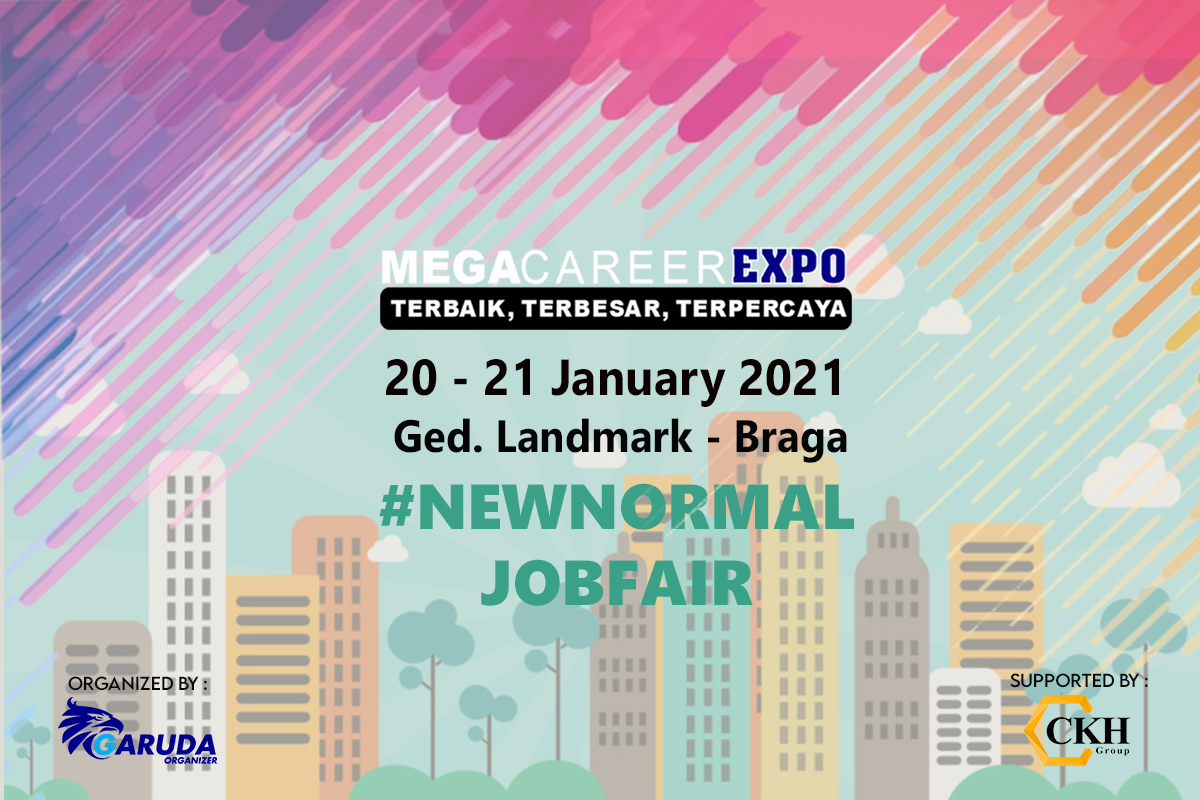 MEGACAREEREXPO
TERBAIK, TERBESAR, TERPERCAYA
20 - 21 January 2021
Ged. Landmark - Braga
#NEWNORMAL
JOBFAIR
ORGANIZED BY :
GARUDA
ORGANIZER
SUPPORTED BY :
CKH
Group